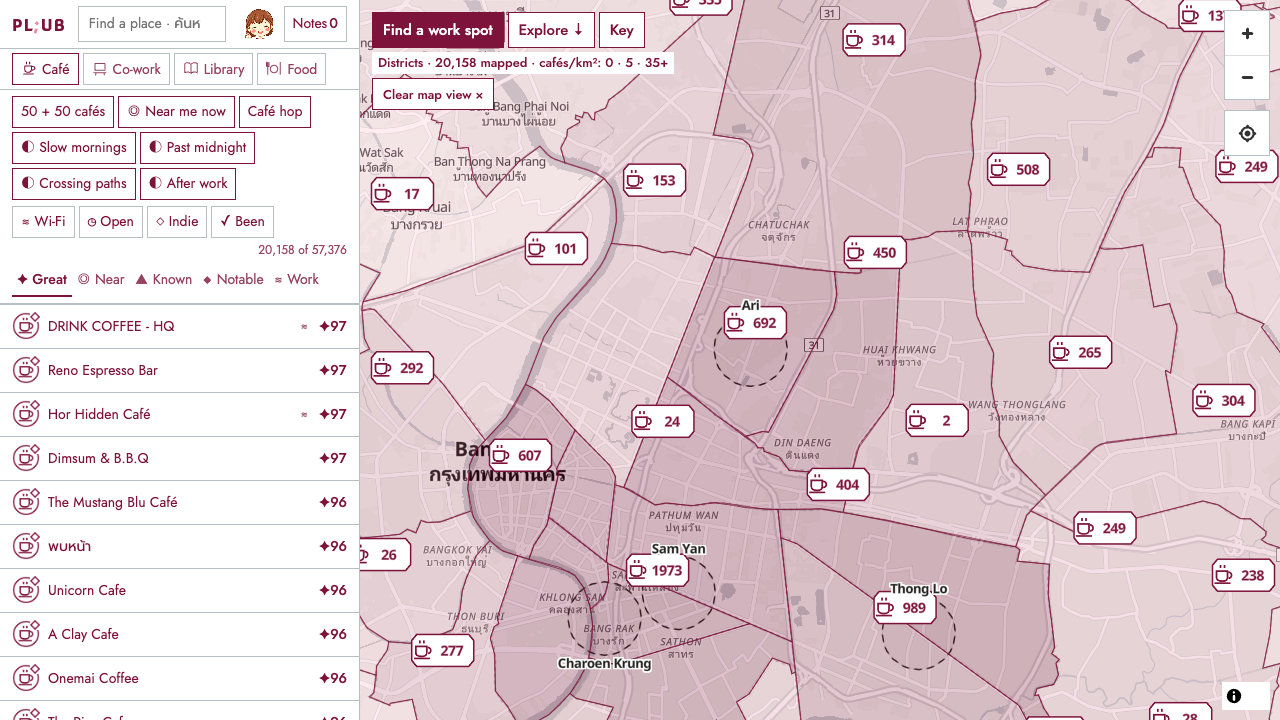 PL:UB
Find a place · ค้นห
Notes 0
Café
Co-work
Library
Food
50 + 50 cafés
Near me now
Café hop
Slow mornings
Past midnight
Crossing paths
After work
Wi-Fi
Open
Indie
Been
20,158 of 57,376
Great
Near
Known
Notable
Work
DRINK COFFEE - HQ
97
Reno Espresso Bar
97
Hor Hidden Café
97
Dimsum & B.B.Q
97
The Mustang Blu Café
96
พบหน้า
96
Unicorn Cafe
96
A Clay Cafe
96
Onemai Coffee
96
Find a work spot
Explore ↓
Key
Districts · 20,158 mapped · cafés/km²: 0 · 5 · 35+
Clear map view ×
31
314
Bang Phai Noi
บ้านบางไผ่น้อย
Wat Sak
Ban Thong Na Prang
บ้านทองนาปรัง
153
508
249
17
บางกรวย
CHATUCHAK
จตุจักร
LAT PHRAO
ลาดพร้าว
101
450
Ari
692
31
HUAI KHWANG
ห้วยขวาง
265
292
304
WANG THONGLANG
วังทองหลาง
24
2
BANG KAPI
บางกะปิ
DIN DAENG
ดินแดง
607
กรุงเทพมหานคร
404
PATHUM WAN
ปทุมวัน
249
26
BANGKOK YAI
บางกอกใหญ่
Sam Yan
1973
238
KHLONG SAN
คลองสาน
Thong Lo
989
THON BURI
ธนบุรี
BANG RAK
บางรัก
SATHON
สาทร
277
Charoen Krung
28
+
−